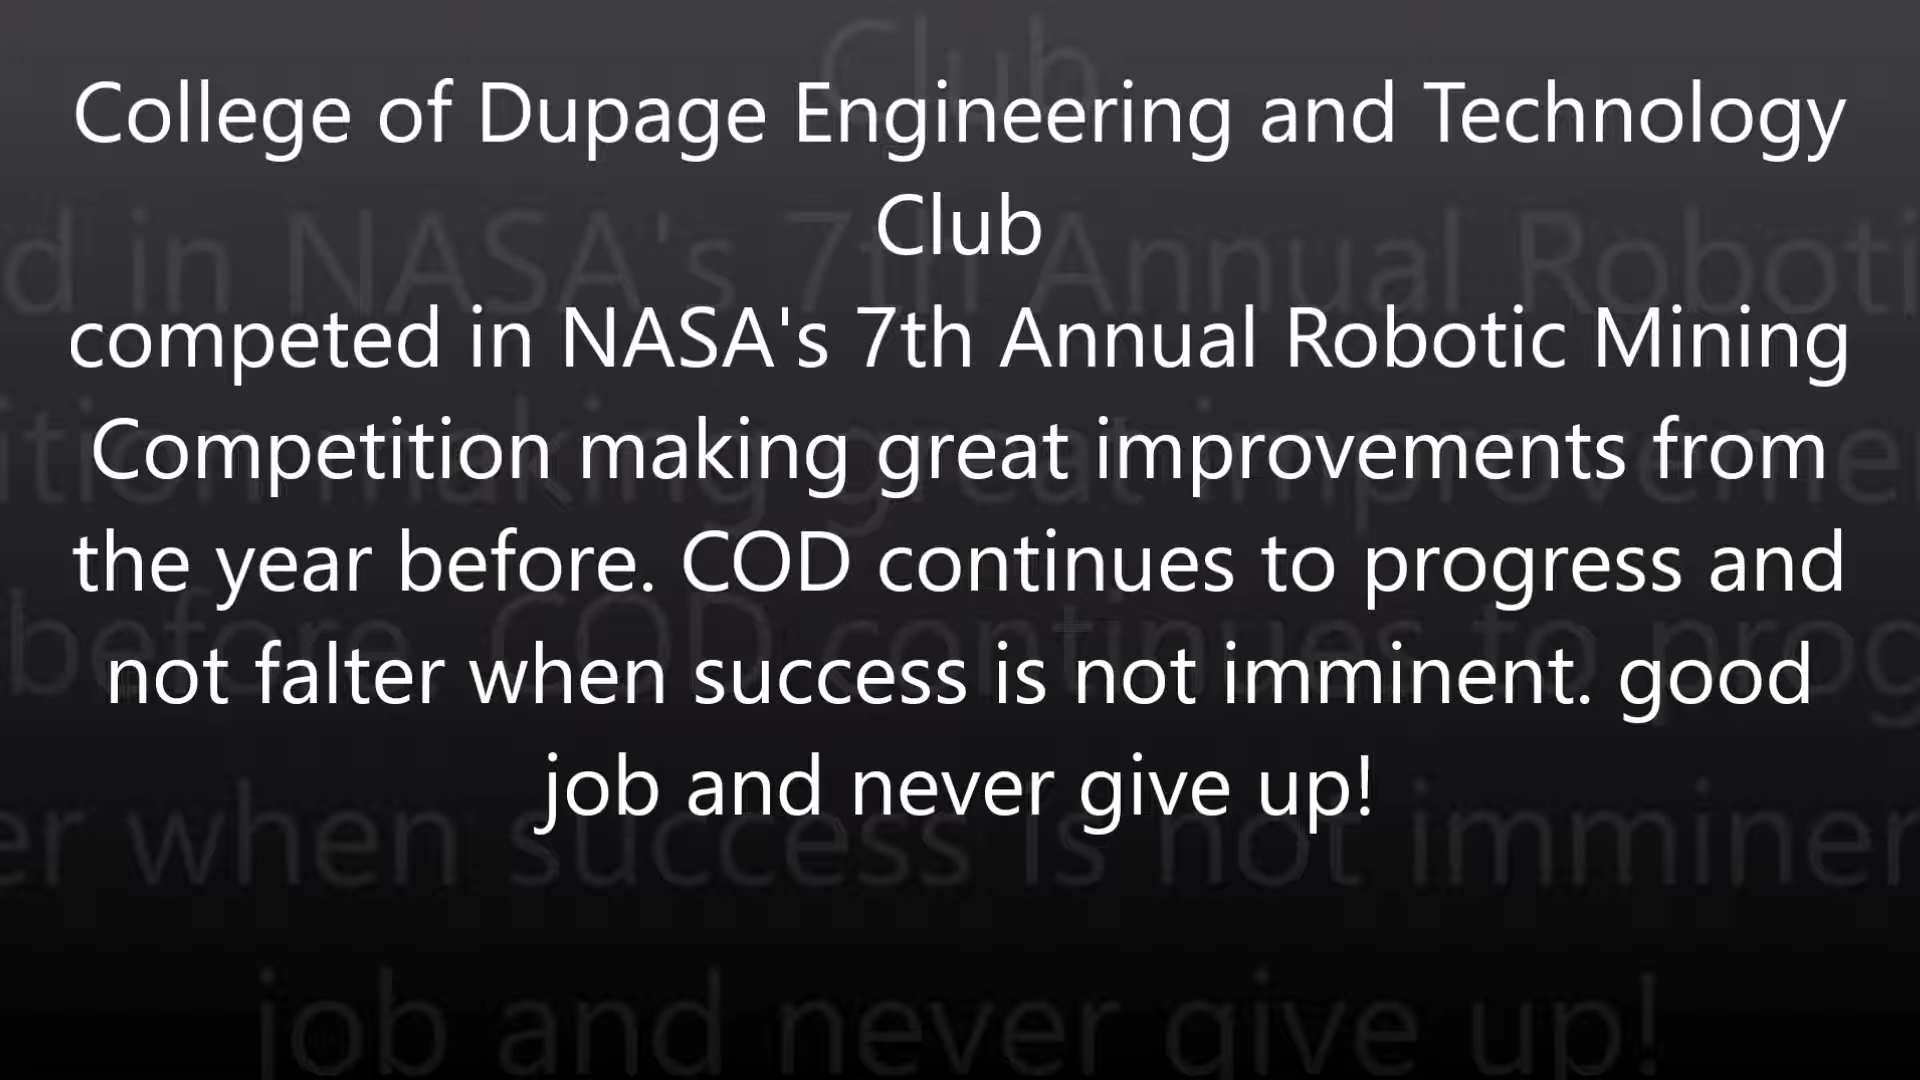 College of Dupage Engineering and Technology
Club
competed in NASA's 7th Annual Robotic Mining
Competition making great improvements from
the year before. COD continues to progress and
not falter when success is not imminent. good
job and never give up!